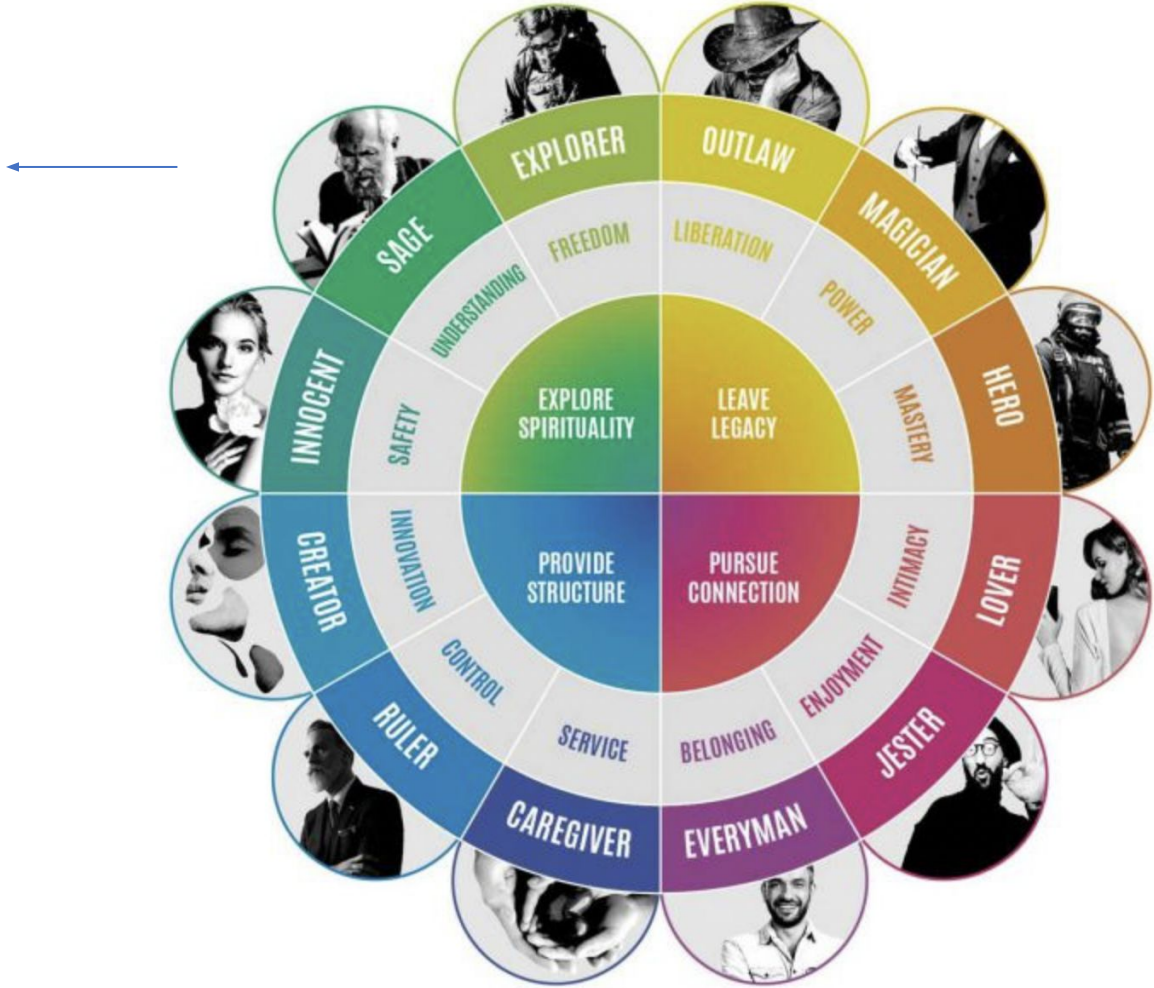 EXPLORER
OUTLAW
MAGICIAN
HERO
LOVER
JESTER
EVERYMAN
CAREGIVER
RULER
CREATOR
INNOCENT
SAGE
FREEDOM
LIBERATION
POWER
MASTERY
INTIMACY
ENJOYMENT
BELONGING
SERVICE
CONTROL
INNOVATION
SAFETY
UNDERSTANDING
EXPLORE
SPIRITUALITY
LEAVE
LEGACY
PROVIDE
STRUCTURE
PURSUE
CONNECTION